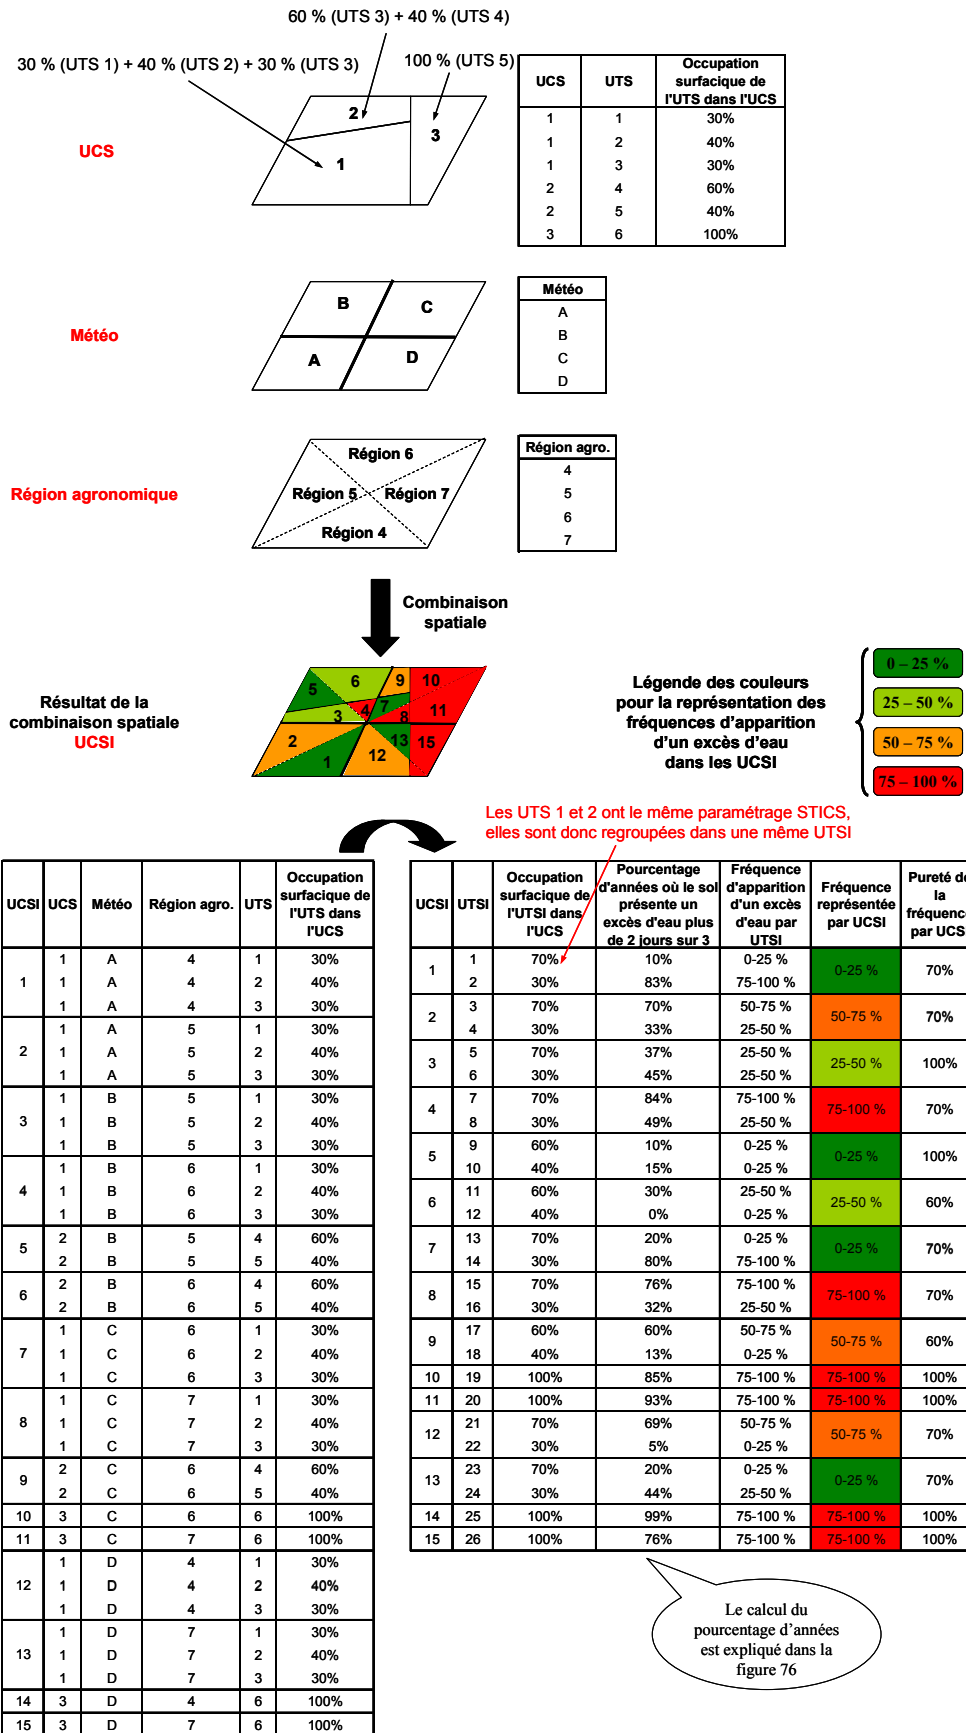 60 % (UTS 3) + 40 % (UTS 4)
30 % (UTS 1) + 40 % (UTS 2) + 30 % (UTS 3)
100 % (UTS 5)
UCS
2
3
1
UCS UTS Occupation surfacique de l'UTS dans l'UCS
1 1 30%
1 2 40%
1 3 30%
2 4 60%
2 5 40%
3 6 100%
Météo
B C
A D
Météo
A
B
C
D
Région agronomique
Région 6
Région 5 Région 7
Région 4
Région agro.
4
5
6
7
Combinaison
spatiale
Résultat de la
combinaison spatiale
UCSI
5 6 9 10
3 4 7 8 11
2 13 15
1 12
Légende des couleurs
pour la représentation des
fréquences d'apparition
d'un excès d'eau
dans les UCSI
0 – 25 %
25 – 50 %
50 – 75 %
75 – 100 %
Les UTS 1 et 2 ont le même paramétrage STICS,
elles sont donc regroupées dans une même UTSI
UCSI UCS Météo Région agro. UTS Occupation surfacique de l'UTS dans l'UCS
1 1 A 4 1 30%
1 A 4 2 40%
1 A 4 3 30%
2 1 A 5 1 30%
1 A 5 2 40%
1 A 5 3 30%
3 1 B 5 1 30%
1 B 5 2 40%
1 B 5 3 30%
4 1 B 6 1 30%
1 B 6 2 40%
1 B 6 3 30%
5 2 B 5 4 60%
2 B 5 5 40%
6 2 B 6 4 60%
2 B 6 5 40%
7 1 C 6 1 30%
1 C 6 2 40%
1 C 6 3 30%
8 1 C 7 1 30%
1 C 7 2 40%
1 C 7 3 30%
9 2 C 6 4 60%
2 C 6 5 40%
10 3 C 6 6 100%
11 3 C 7 6 100%
12 1 D 4 1 30%
1 D 4 2 40%
1 D 4 3 30%
13 1 D 7 1 30%
1 D 7 2 40%
1 D 7 3 30%
14 3 D 4 6 100%
15 3 D 7 6 100%
UCSI UTSI Occupation surfacique de l'UTSI dans l'UCS Pourcentage d'années où le sol présente un excès d'eau plus de 2 jours sur 3 Fréquence d'apparition d'un excès d'eau par UTSI Fréquence représentée par UCSI Pureté de la fréquence par UCS
1 1 70% 10% 0-25 % 0-25 % 70%
2 30% 83% 75-100 %
2 3 70% 70% 50-75 % 50-75 % 70%
4 30% 33% 25-50 %
3 5 70% 37% 25-50 % 25-50 % 100%
6 30% 45% 25-50 %
4 7 70% 84% 75-100 % 75-100 % 70%
8 30% 49% 25-50 %
5 9 60% 10% 0-25 % 0-25 % 100%
10 40% 15% 0-25 %
6 11 60% 30% 25-50 % 25-50 % 60%
12 40% 0% 0-25 %
7 13 70% 20% 0-25 % 0-25 % 70%
14 30% 80% 75-100 %
8 15 70% 76% 75-100 % 75-100 % 70%
16 30% 32% 25-50 %
9 17 60% 60% 50-75 % 50-75 % 60%
18 40% 13% 0-25 %
10 19 100% 85% 75-100 % 75-100 % 100%
11 20 100% 93% 75-100 % 75-100 % 100%
12 21 70% 69% 50-75 % 50-75 % 70%
22 30% 5% 0-25 %
13 23 70% 20% 0-25 % 0-25 % 70%
24 30% 44% 25-50 %
14 25 100% 99% 75-100 % 75-100 % 100%
15 26 100% 76% 75-100 % 75-100 % 100%
Le calcul du
pourcentage d'années
est expliqué dans la
figure 76